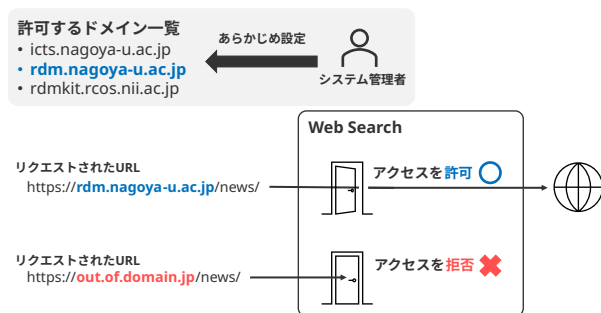 許可するドメイン一覧
• icts.nagoya-u.ac.jp
• rdm.nagoya-u.ac.jp
• rdmkit.rcos.nii.ac.jp
あらかじめ設定
システム管理者
Web Search
リクエストされたURL
https://rdm.nagoya-u.ac.jp/news/
アクセスを許可
リクエストされたURL
https://out.of.domain.jp/news/
アクセスを拒否